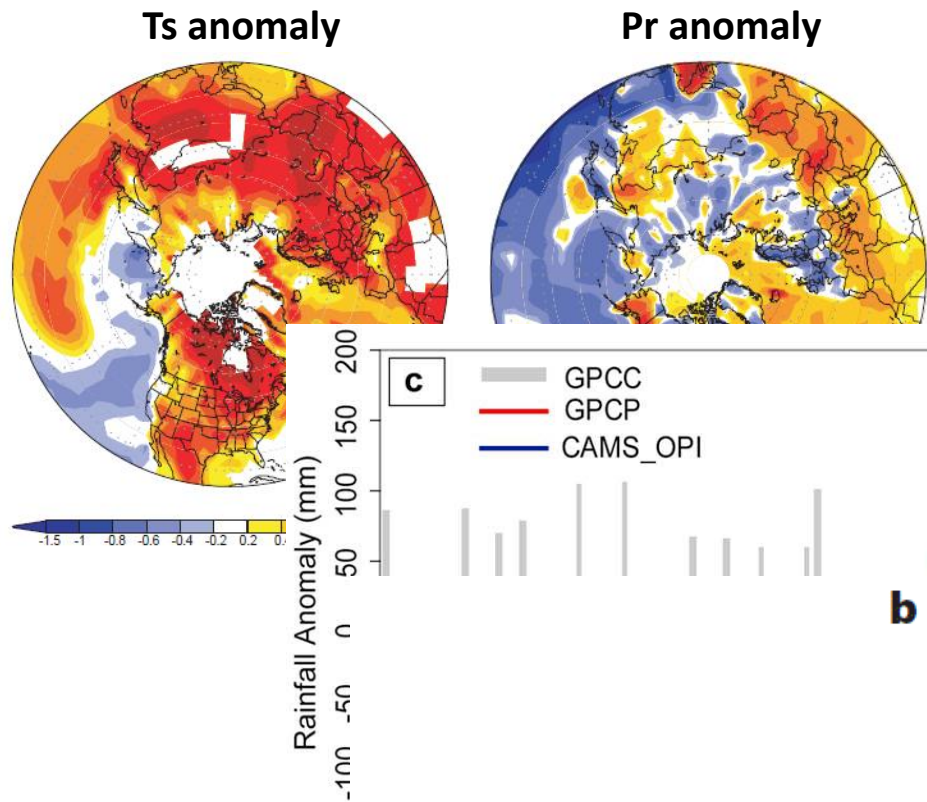 Ts anomaly
Pr anomaly
-1.5 -1 -0.8 -0.6 -0.4 -0.2 0.2
c
GPCC
GPCP
CAMS_OPI
Rainfall Anomaly (mm)
200
150
100
50
0
-50
-100
b